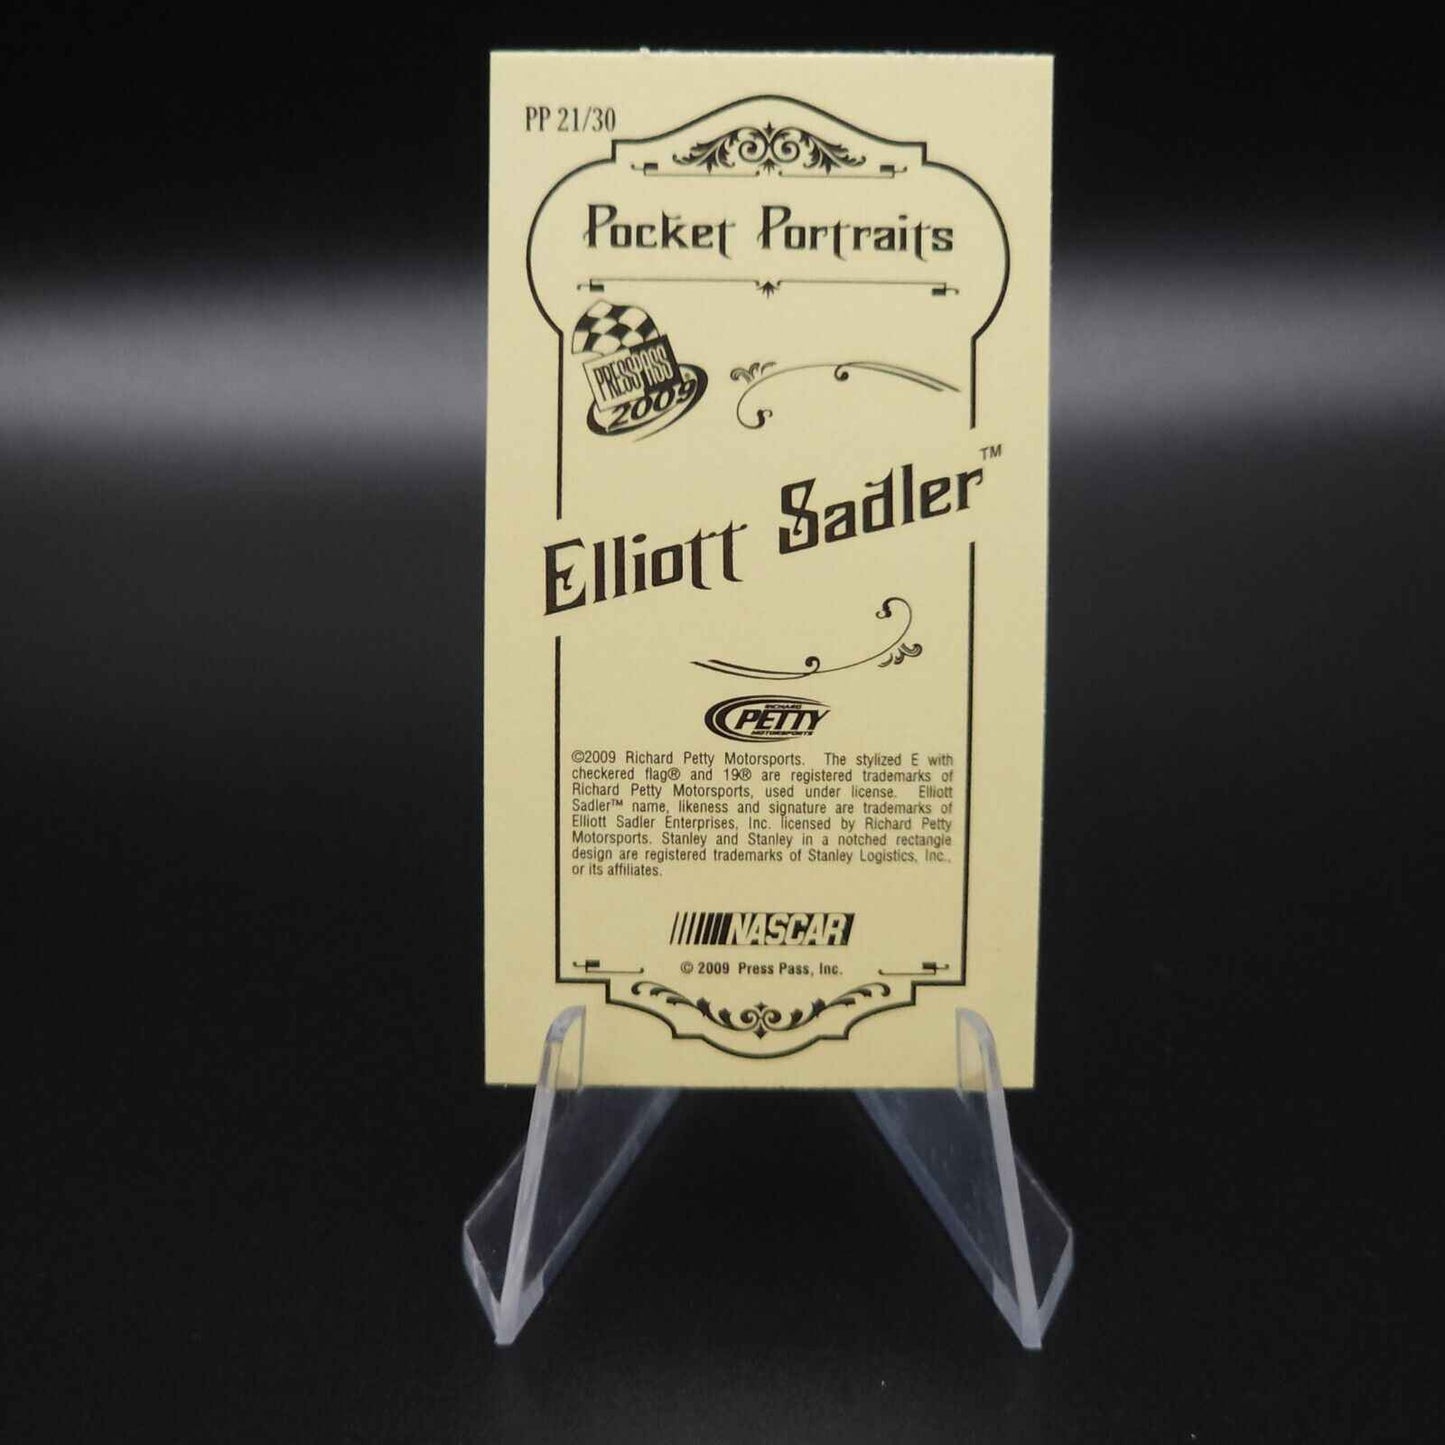 PP 21/30
Pocket Portraits
PRESS PASS
2009
Elliott Sadler™
RICHARD
PETTY
MOTORSPORTS
©2009 Richard Petty Motorsports. The stylized E with
checkered flag® and 19® are registered trademarks of
Richard Petty Motorsports, used under license. Elliott
Sadler™ name, likeness and signature are trademarks of
Elliott Sadler Enterprises, Inc. licensed by Richard Petty
Motorsports. Stanley and Stanley in a notched rectangle
design are registered trademarks of Stanley Logistics, Inc.,
or its affiliates.
NASCAR
© 2009 Press Pass, Inc.